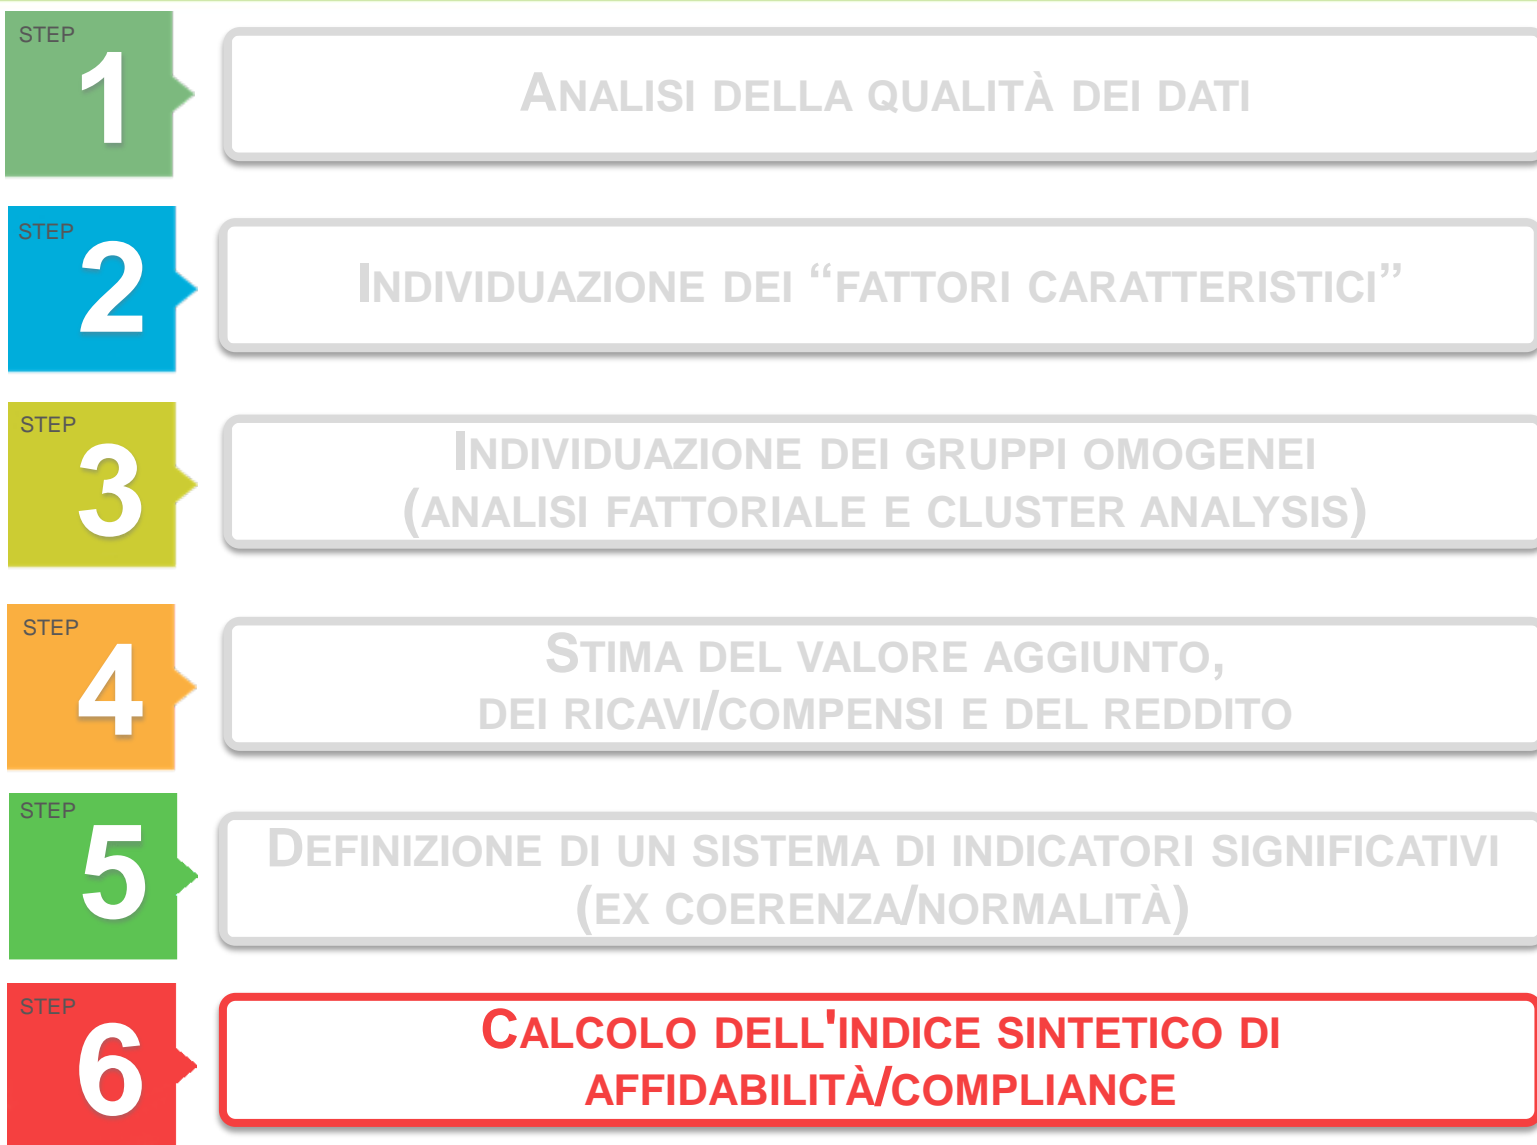 STEP
1
ANALISI DELLA QUALITÀ DEI DATI
STEP
2
INDIVIDUAZIONE DEI “FATTORI CARATTERISTICI”
STEP
3
INDIVIDUAZIONE DEI GRUPPI OMOGENEI
(ANALISI FATTORIALE E CLUSTER ANALYSIS)
STEP
4
STIMA DEL VALORE AGGIUNTO,
DEI RICAVI/COMPENSI E DEL REDDITO
STEP
5
DEFINIZIONE DI UN SISTEMA DI INDICATORI SIGNIFICATIVI
(EX COERENZA/NORMALITÀ)
STEP
6
CALCOLO DELL'INDICE SINTETICO DI
AFFIDABILITÀ/COMPLIANCE